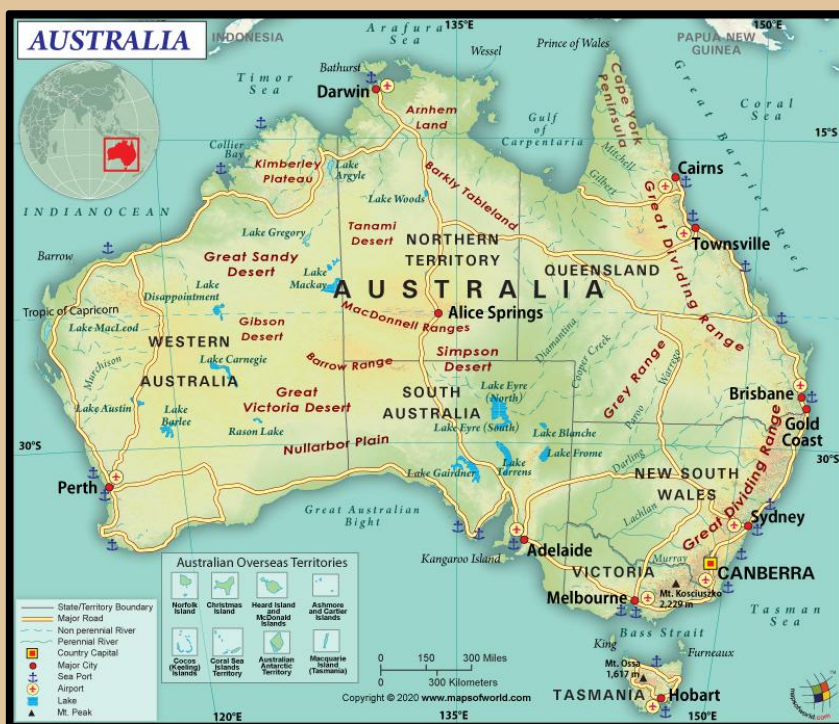 AUSTRALIA
INDONESIA
Arafura
Sea
135°E
150°E
PAPUA NEW
GUINEA
Wessel
Prince of Wales
Timor
Sea
Bathurst
Darwin
Arnhem
Land
Gulf
of
Carpentaria
Cape York
Peninsula
Coral
Sea
Great Barrier Reef
15°S
Collier
Bay
Kimberley
Plateau
Lake
Argyle
Mitchell
Gilbert
Cairns
INDIAN OCEAN
Lake Woods
Barkly Tableland
Great Dividing Range
Townsville
Lake Gregory
Tanami
Desert
NORTHERN
TERRITORY
Barrow
Great Sandy
Desert
Lake
Mackay
QUEENSLAND
AUSTRALIA
Lake
Disappointment
Tropic of Capricorn
Lake MacLeod
Alice Springs
MacDonnell Ranges
Gibson
Desert
WESTERN
AUSTRALIA
Murchison
Lake Carnegie
Barrow Range
Simpson
Desert
Diamantina
Cooper Creek
Grey Range
Warrego
Paroo
SOUTH
AUSTRALIA
Lake Eyre
(North)
Lake Eyre (South)
Great
Victoria Desert
Lake Austin
Lake
Barlee
Rason Lake
Brisbane
Gold
Coast
Nullarbor Plain
Lake Blanche
Lake Frome
Lake
Torrens
Lake Gairdner
30°S
30°S
Darling
NEW SOUTH
WALES
Great Dividing Range
Perth
Great Australian
Bight
Lachlan
Sydney
Adelaide
Kangaroo Island
Murray
VICTORIA
CANBERRA
Mt. Kosciuszko
2,229 m
Melbourne
Tasman
Sea
Bass Strait
King
Furneaux
Mt. Ossa
1,617 m
TASMANIA
Hobart
Australian Overseas Territories
Norfolk
Island
Christmas
Island
Heard Island
and
McDonald
Islands
Ashmore
and Cartier
Islands
Cocos
(Keeling)
Islands
Coral Sea
Islands
Territory
Australian
Antarctic
Territory
Macquarie
Island
(Tasmania)
State/Territory Boundary
Major Road
Non perennial River
Perennial River
Country Capital
Major City
Sea Port
Airport
Lake
Mt. Peak
0 150 300 Miles
0 300 Kilometers
Copyright © 2020 www.mapsofworld.com
120°E
135°E
150°E
mapsofworld.com